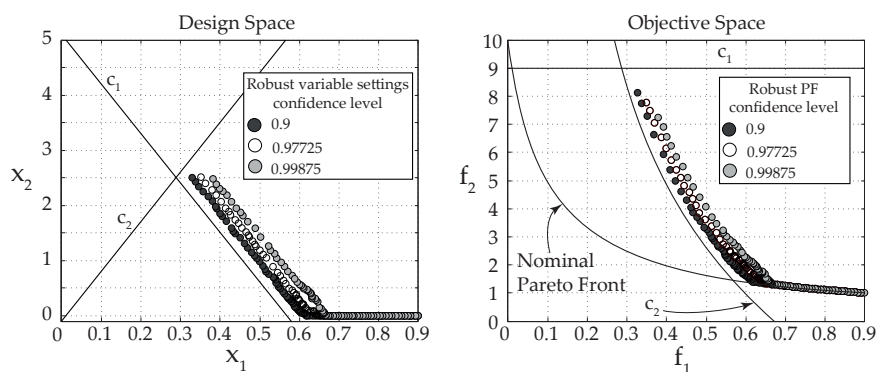 Design Space
5
4
3
2
1
0
x2
c1
c2
Robust variable settings
confidence level
0.9
0.97725
0.99875
0 0.1 0.2 0.3 0.4 0.5 0.6 0.7 0.8 0.9
x1
Objective Space
10
9
8
7
6
5
4
3
2
1
0
f2
c1
Robust PF
confidence level
0.9
0.97725
0.99875
Nominal
Pareto Front
c2
0 0.1 0.2 0.3 0.4 0.5 0.6 0.7 0.8 0.9
f1